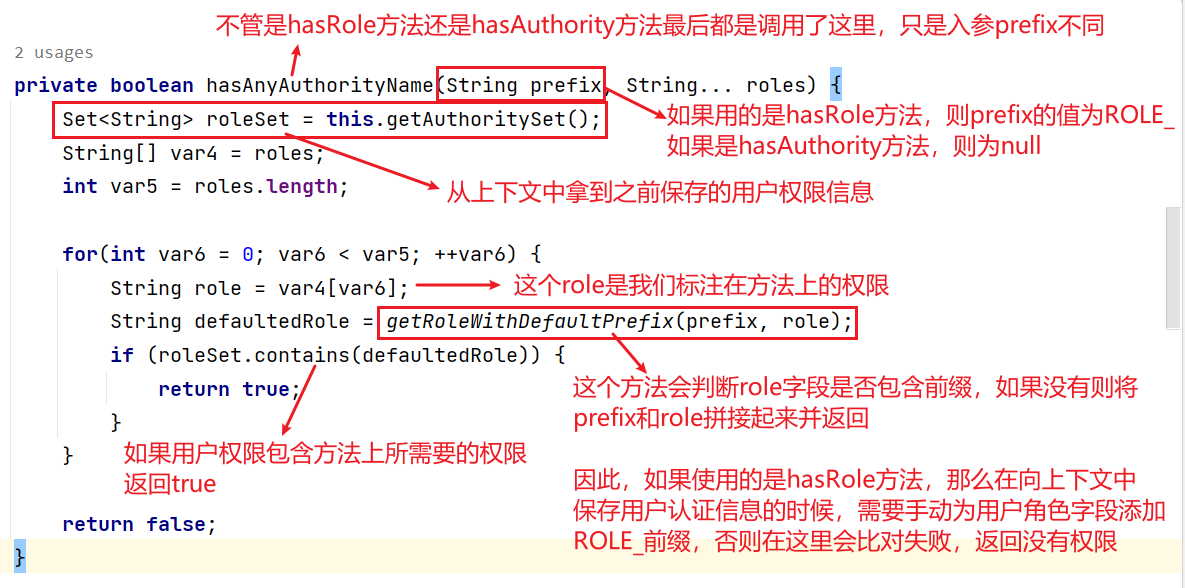 不管是hasRole方法还是hasAuthority方法最后都是调用了这里，只是入参prefix不同
2 usages
private boolean hasAnyAuthorityName(String prefix, String... roles) {
如果用的是hasRole方法，则prefix的值为ROLE_
如果是hasAuthority方法，则为null
Set<String> roleSet = this.getAuthoritySet();
String[] var4 = roles;
int var5 = roles.length;
从上下文中拿到之前保存的用户权限信息
for(int var6 = 0; var6 < var5; ++var6) {
String role = var4[var6];
这个role是我们标注在方法上的权限
String defaultedRole = getRoleWithDefaultPrefix(prefix, role);
if (roleSet.contains(defaultedRole)) {
return true;
}
这个方法会判断role字段是否包含前缀，如果没有则将
prefix和role拼接起来并返回
}
如果用户权限包含方法上所需要的权限
返回true
因此，如果使用的是hasRole方法，那么在向上下文中
保存用户认证信息的时候，需要手动为用户角色字段添加
ROLE_前缀，否则在这里会比对失败，返回没有权限
return false;
}